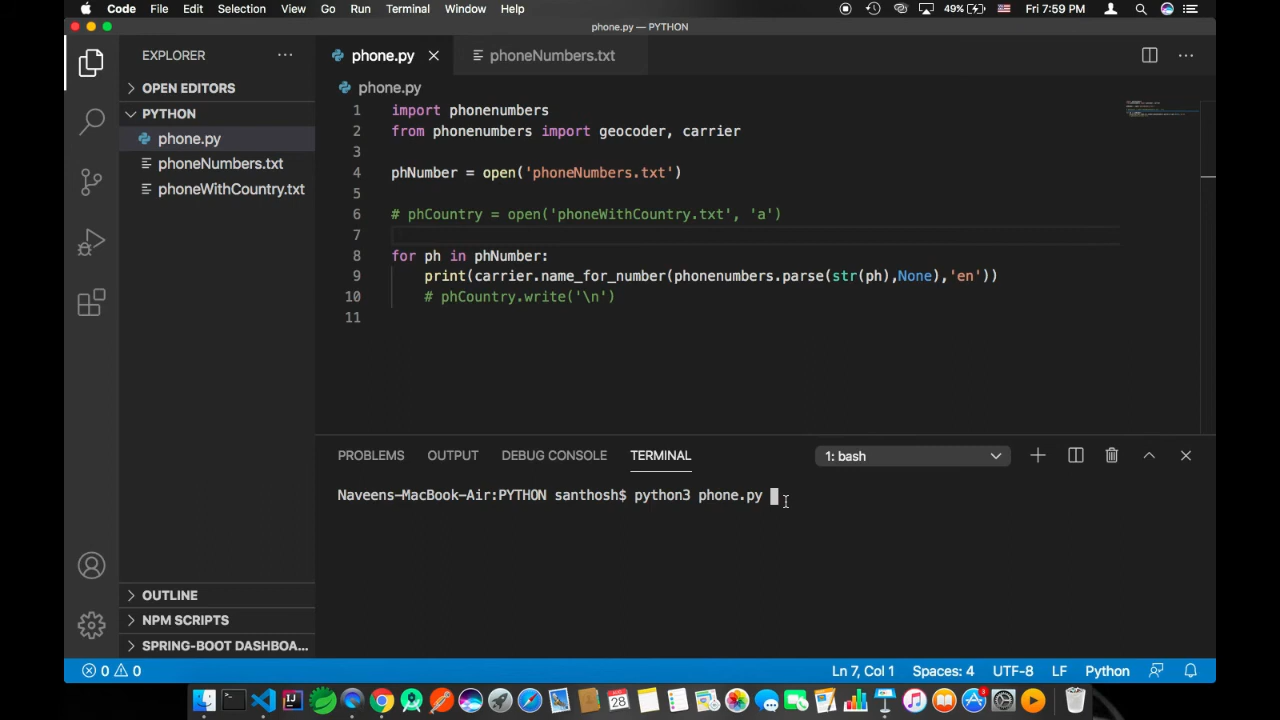 Code File Edit Selection View Go Run Terminal Window Help 49% Fri 7:59 PM
phone.py — PYTHON
EXPLORER
OPEN EDITORS
PYTHON
phone.py
phoneNumbers.txt
phoneWithCountry.txt
OUTLINE
NPM SCRIPTS
SPRING-BOOT DASHBOA...
phone.py phoneNumbers.txt
phone.py
1 import phonenumbers
2 from phonenumbers import geocoder, carrier
3
4 phNumber = open('phoneNumbers.txt')
5
6 # phCountry = open('phoneWithCountry.txt', 'a')
7
8 for ph in phNumber:
9 print(carrier.name_for_number(phonenumbers.parse(str(ph),None),'en'))
10 # phCountry.write('\n')
11
PROBLEMS OUTPUT DEBUG CONSOLE TERMINAL 1: bash
Naveens-MacBook-Air:PYTHON santhosh$ python3 phone.py
0 0 Ln 7, Col 1 Spaces: 4 UTF-8 LF Python
28 3